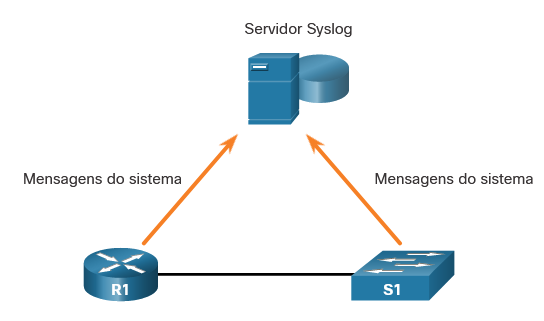 Servidor Syslog
Mensagens do sistema
Mensagens do sistema
R1
S1